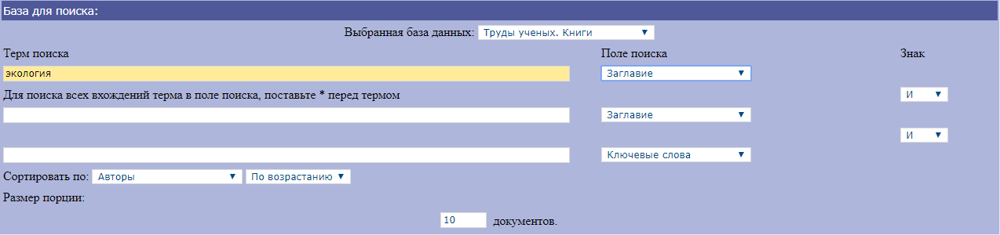 База для поиска:
Выбранная база данных: Труды ученых. Книги
Терм поиска Поле поиска Знак
экология Заглавие
Для поиска всех вхождений терма в поле поиска, поставьте * перед термом И
Заглавие
И
Ключевые слова
Сортировать по: Авторы По возрастанию
Размер порции:
10 документов.